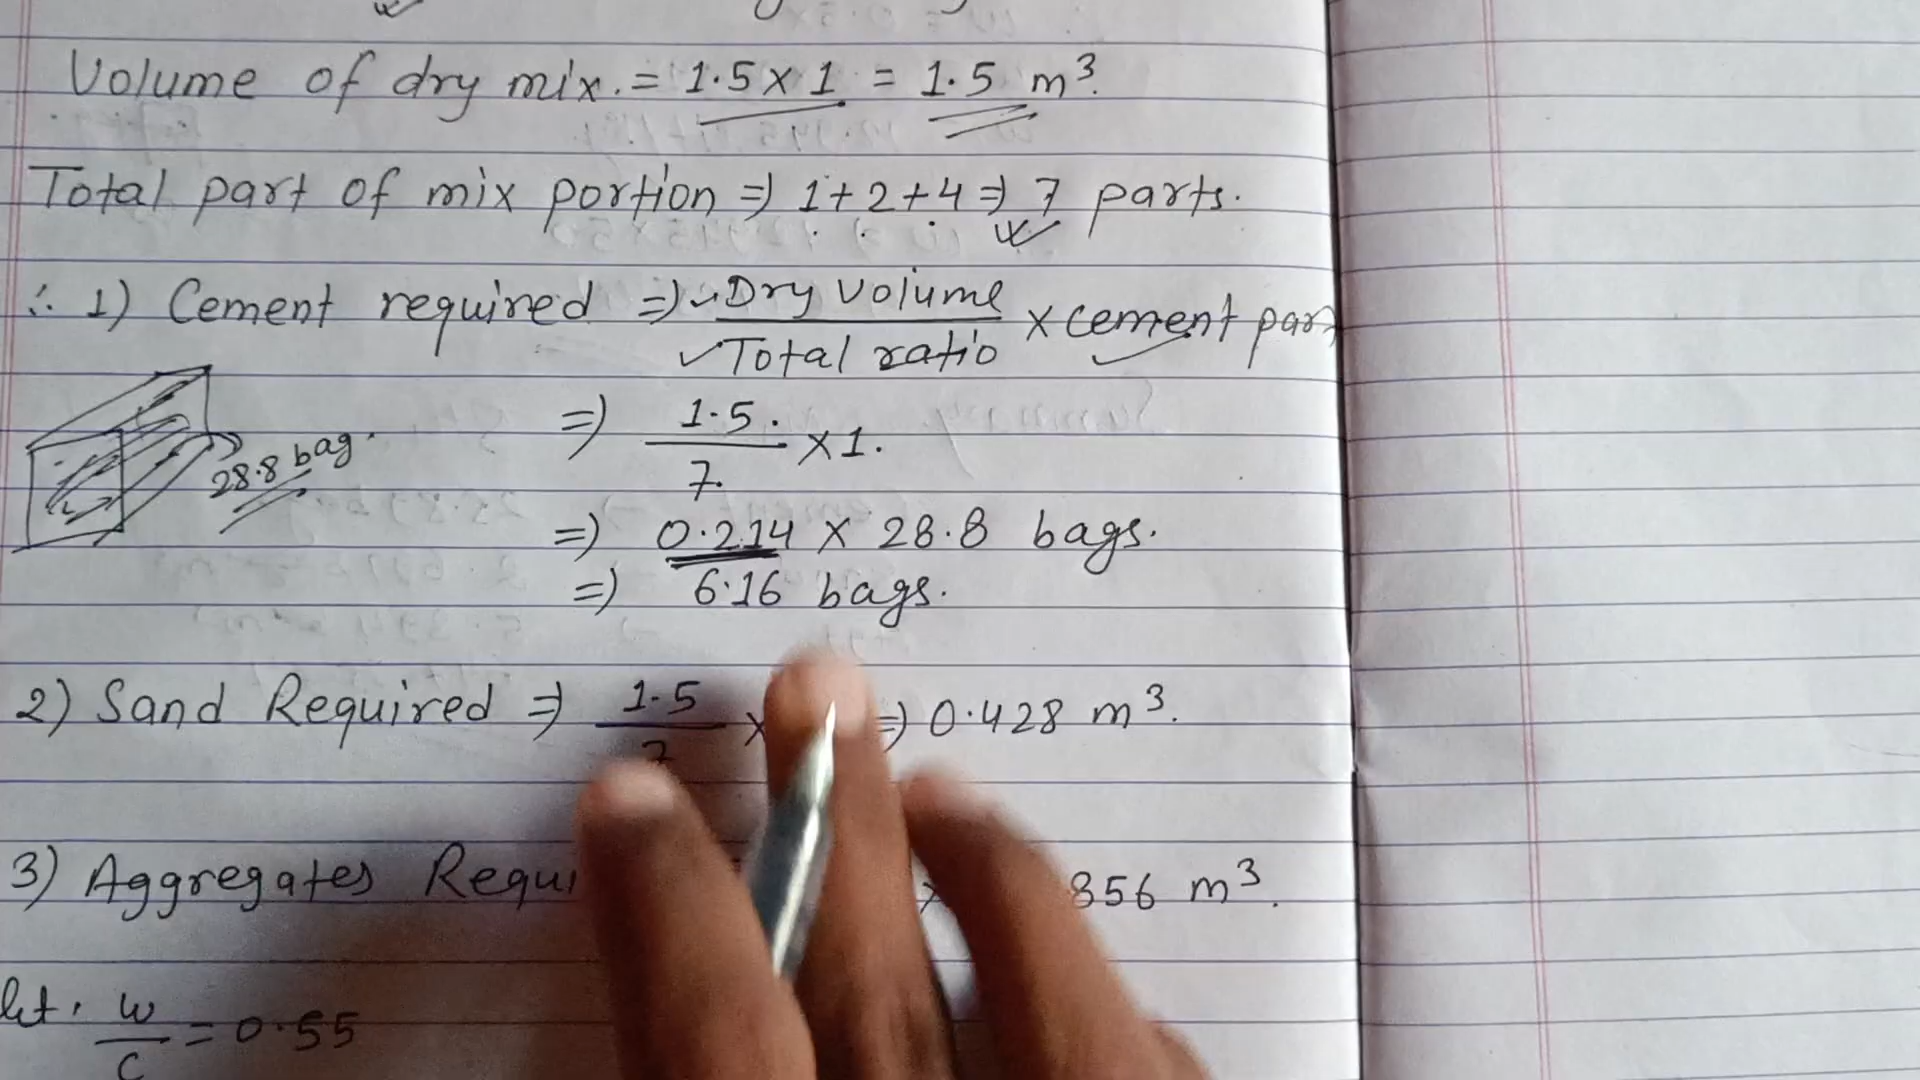 Volume of dry mix. = 1.5 x 1 = 1.5 m³.
Total part of mix portion => 1+2+4 => 7 parts.
∴ 1) Cement required => Dry Volume / Total ratio x cement part
28.8 bag.
=> 1.5 / 7 x 1.
=> 0.214 x 28.8 bags.
=> 6.16 bags.
2) Sand Required => 1.5 / 7 x => 0.428 m³.
3) Aggregates Requi 856 m³.
let, w/c = 0.55